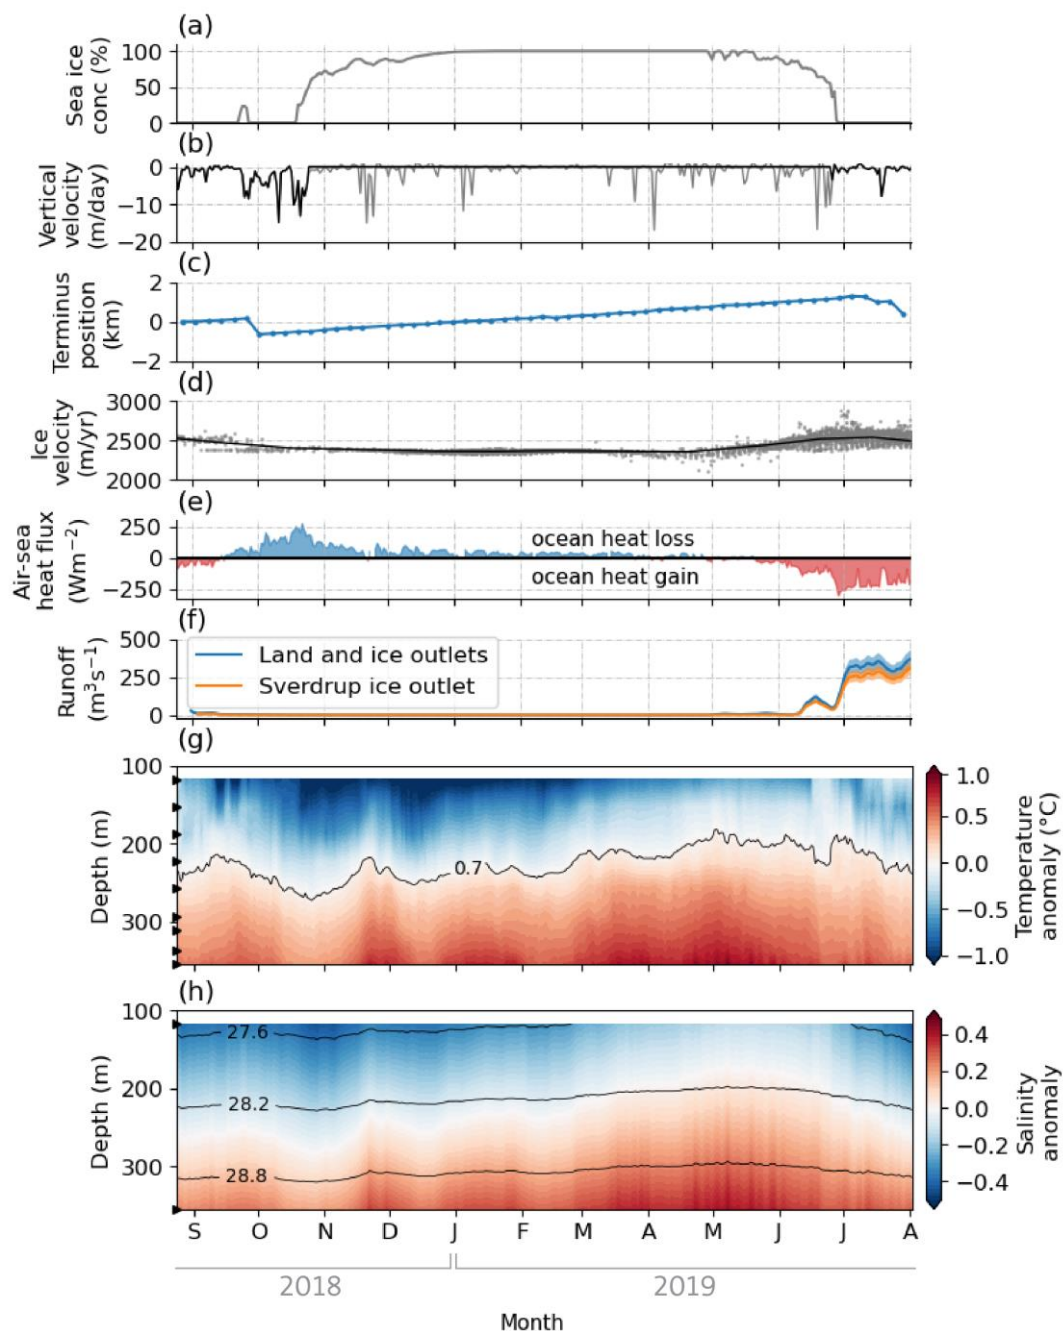 (a)
Sea ice
conc (%)
100
50
0
(b)
Vertical
velocity
(m/day)
0
−10
−20
(c)
Terminus
position
(km)
2
0
−2
(d)
Ice
velocity
(m/yr)
3000
2500
2000
(e)
Air-sea
heat flux
(Wm−2)
250
0
−250
ocean heat loss
ocean heat gain
(f)
Runoff
(m3s−1)
500
250
0
Land and ice outlets
Sverdrup ice outlet
(g)
Depth (m)
100
200
300
0.7
1.0
0.5
0.0
−0.5
−1.0
Temperature
anomaly (°C)
(h)
Depth (m)
100
200
300
27.6
28.2
28.8
0.4
0.2
0.0
−0.2
−0.4
Salinity
anomaly
S O N D J F M A M J J A
2018 2019
Month